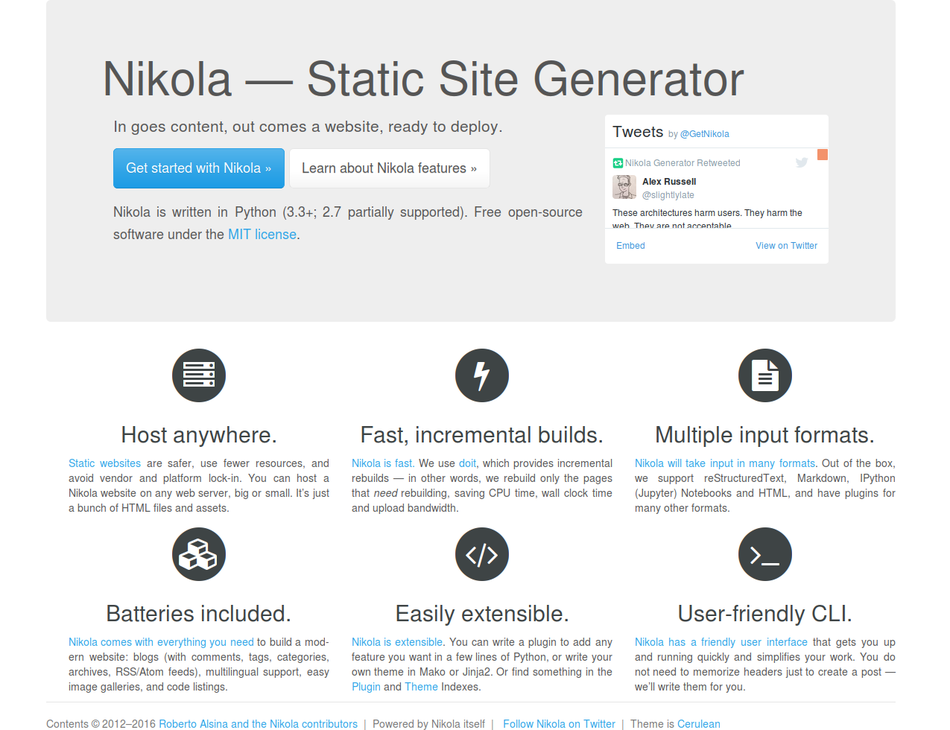 Nikola — Static Site Generator
In goes content, out comes a website, ready to deploy.
Get started with Nikola »
Learn about Nikola features »
Nikola is written in Python (3.3+; 2.7 partially supported). Free open-source
software under the MIT license.
Tweets by @GetNikola
Nikola Generator Retweeted
Alex Russell
@slightlylate
These architectures harm users. They harm the
web. They are not acceptable
Embed
View on Twitter
Host anywhere.
Static websites are safer, use fewer resources, and
avoid vendor and platform lock-in. You can host a
Nikola website on any web server, big or small. It's just
a bunch of HTML files and assets.
Fast, incremental builds.
Nikola is fast. We use doit, which provides incremental
rebuilds — in other words, we rebuild only the pages
that need rebuilding, saving CPU time, wall clock time
and upload bandwidth.
Multiple input formats.
Nikola will take input in many formats. Out of the box,
we support reStructuredText, Markdown, IPython
(Jupyter) Notebooks and HTML, and have plugins for
many other formats.
Batteries included.
Nikola comes with everything you need to build a mod-
ern website: blogs (with comments, tags, categories,
archives, RSS/Atom feeds), multilingual support, easy
image galleries, and code listings.
Easily extensible.
Nikola is extensible. You can write a plugin to add any
feature you want in a few lines of Python, or write your
own theme in Mako or Jinja2. Or find something in the
Plugin and Theme Indexes.
User-friendly CLI.
Nikola has a friendly user interface that gets you up
and running quickly and simplifies your work. You do
not need to memorize headers just to create a post —
we'll write them for you.
Contents © 2012–2016 Roberto Alsina and the Nikola contributors | Powered by Nikola itself | Follow Nikola on Twitter | Theme is Cerulean